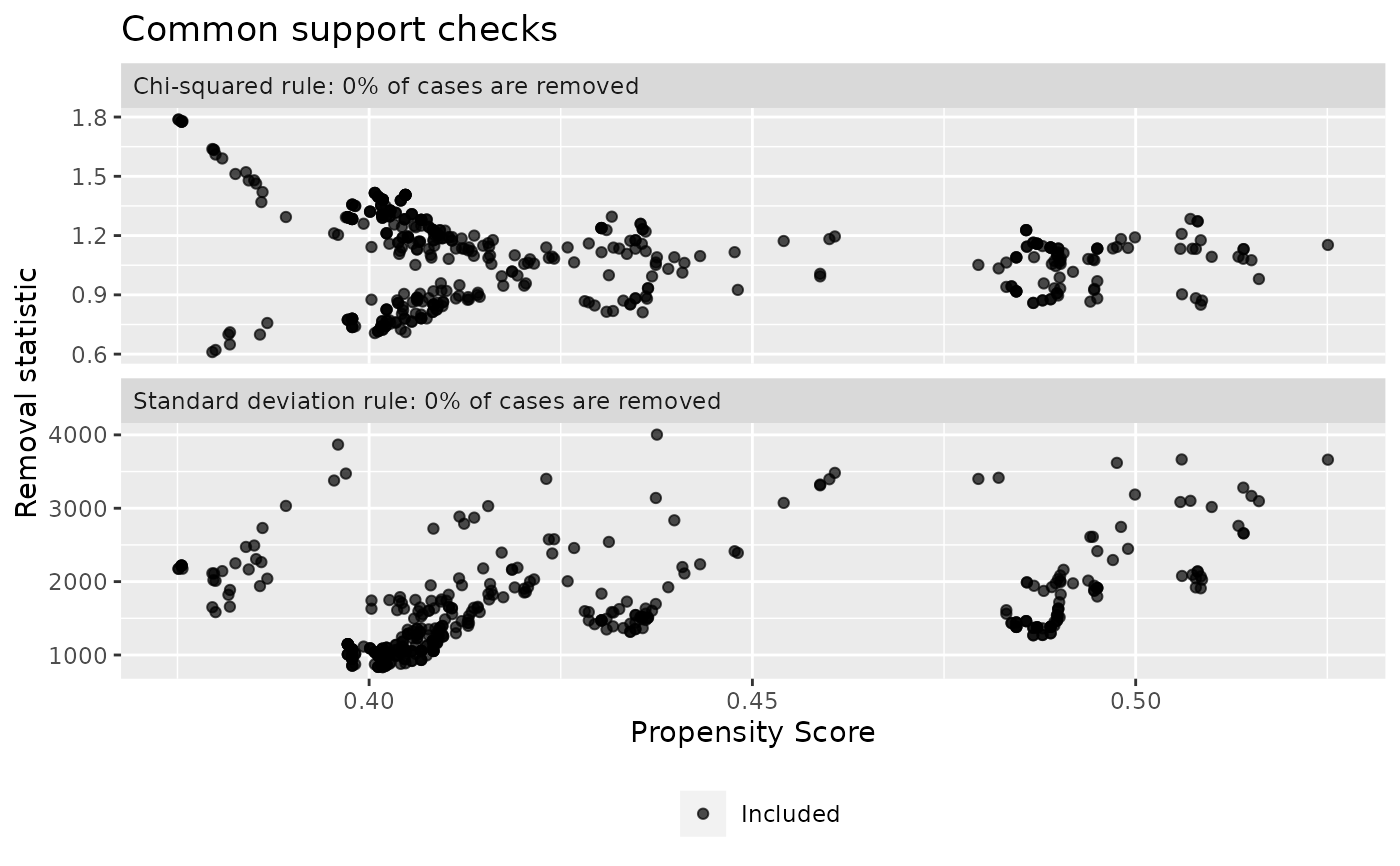 Common support checks
Chi-squared rule: 0% of cases are removed
1.8
1.5
1.2
0.9
0.6
Removal statistic
Standard deviation rule: 0% of cases are removed
4000
3000
2000
1000
0.40 0.45 0.50
Propensity Score
Included